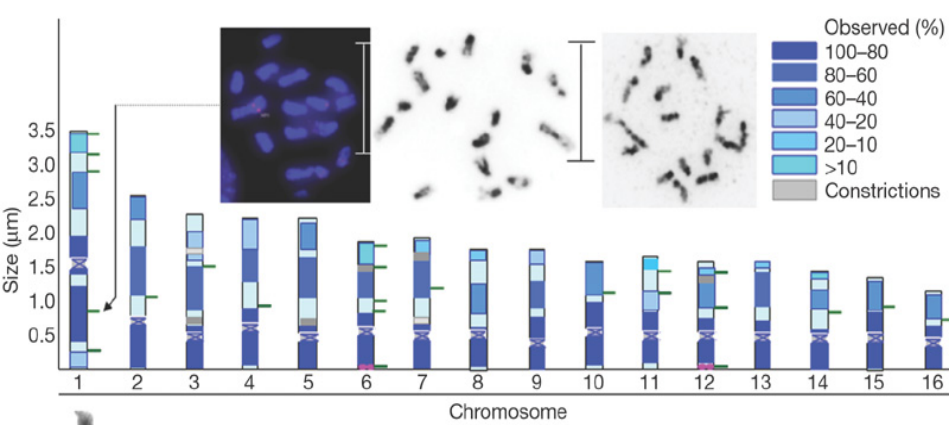 Observed (%)
100–80
80–60
60–40
40–20
20–10
>10
Constrictions
3.5
3.0
2.5
2.0
1.5
1.0
0.5
Size (μm)
1 2 3 4 5 6 7 8 9 10 11 12 13 14 15 16
Chromosome